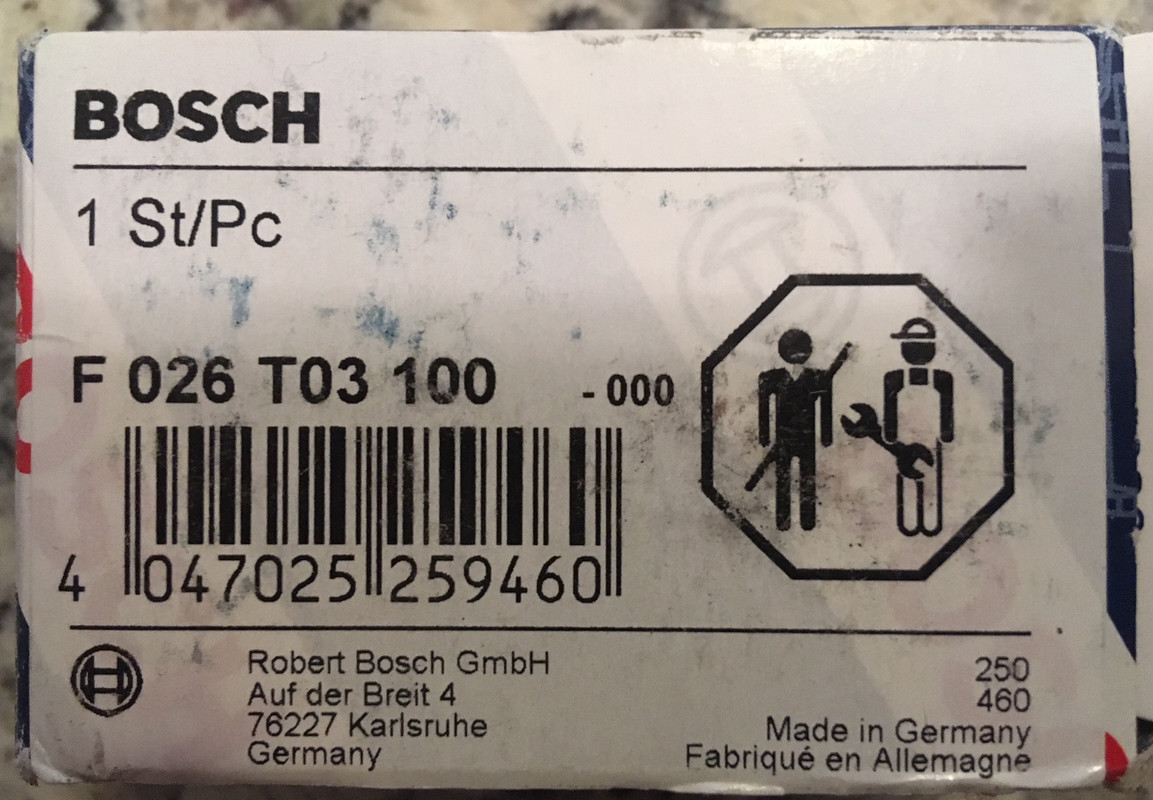 BOSCH
1 St/Pc
F 026 T03 100 -000
4 047025 259460
Robert Bosch GmbH
Auf der Breit 4
76227 Karlsruhe
Germany
250
460
Made in Germany
Fabriqué en Allemagne